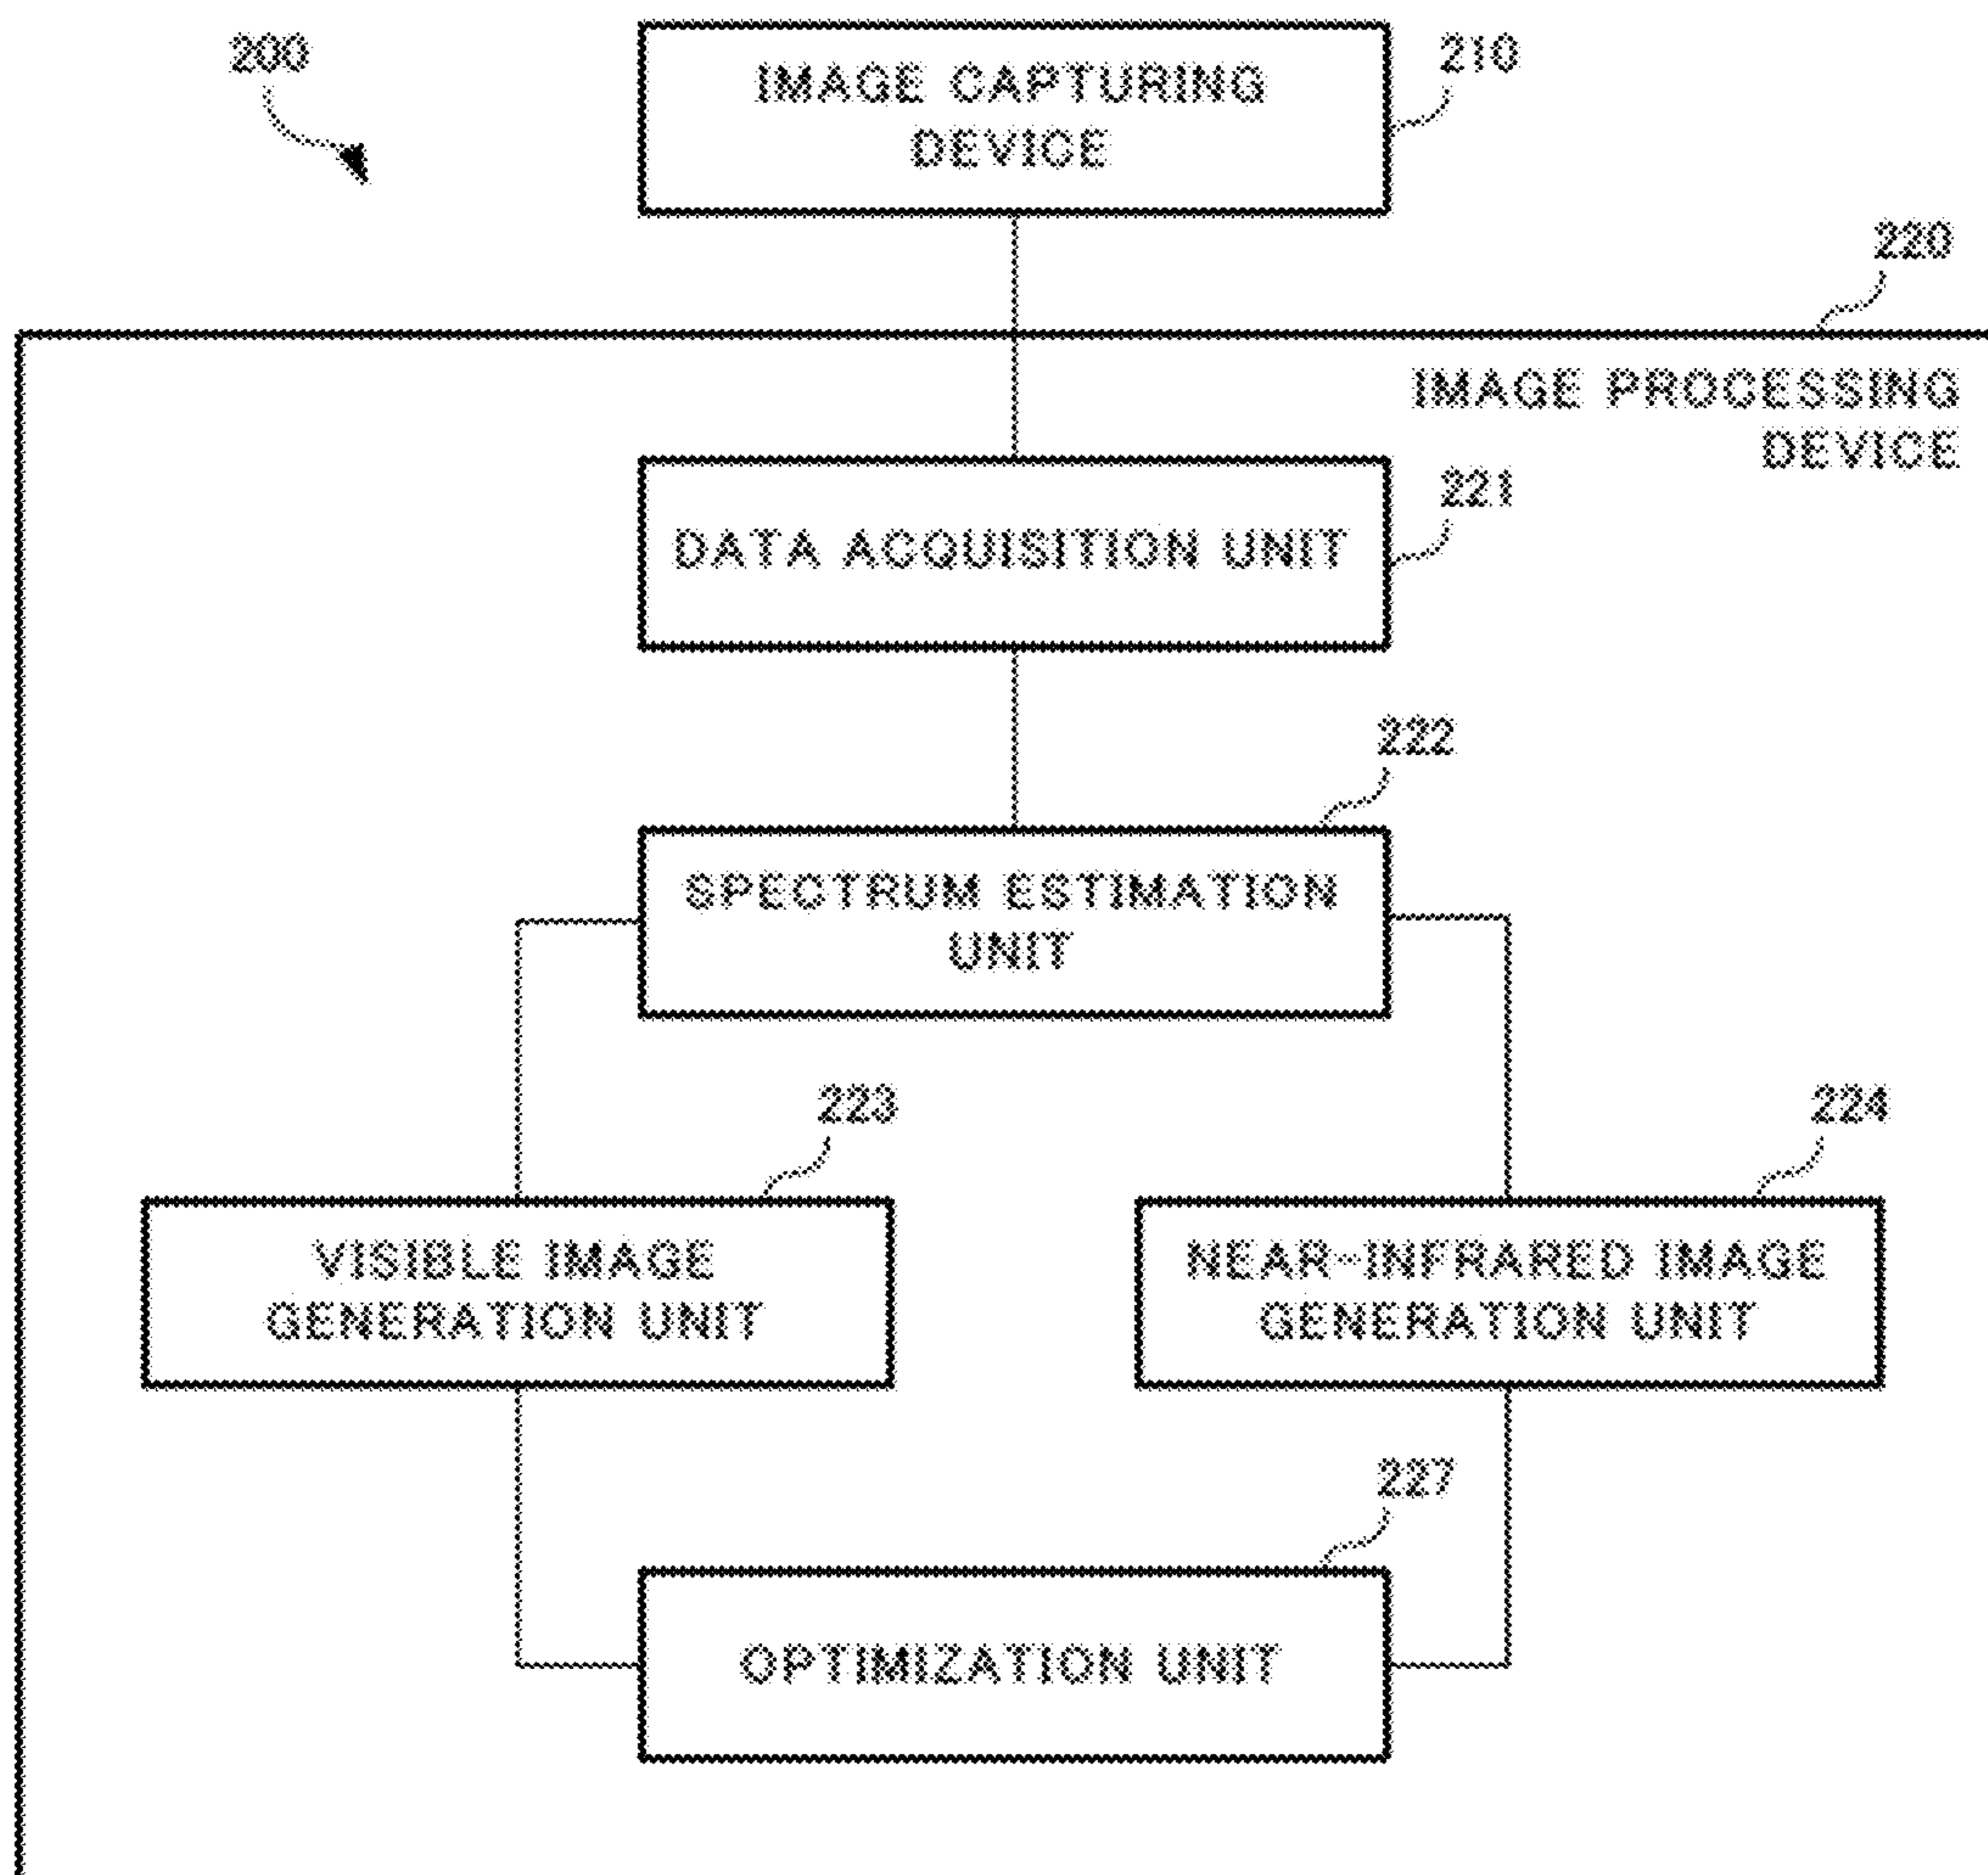 200
IMAGE CAPTURING
DEVICE
210
220
IMAGE PROCESSING
DEVICE
221
DATA ACQUISITION UNIT
222
SPECTRUM ESTIMATION
UNIT
223
224
VISIBLE IMAGE
GENERATION UNIT
NEAR-INFRARED IMAGE
GENERATION UNIT
227
OPTIMIZATION UNIT